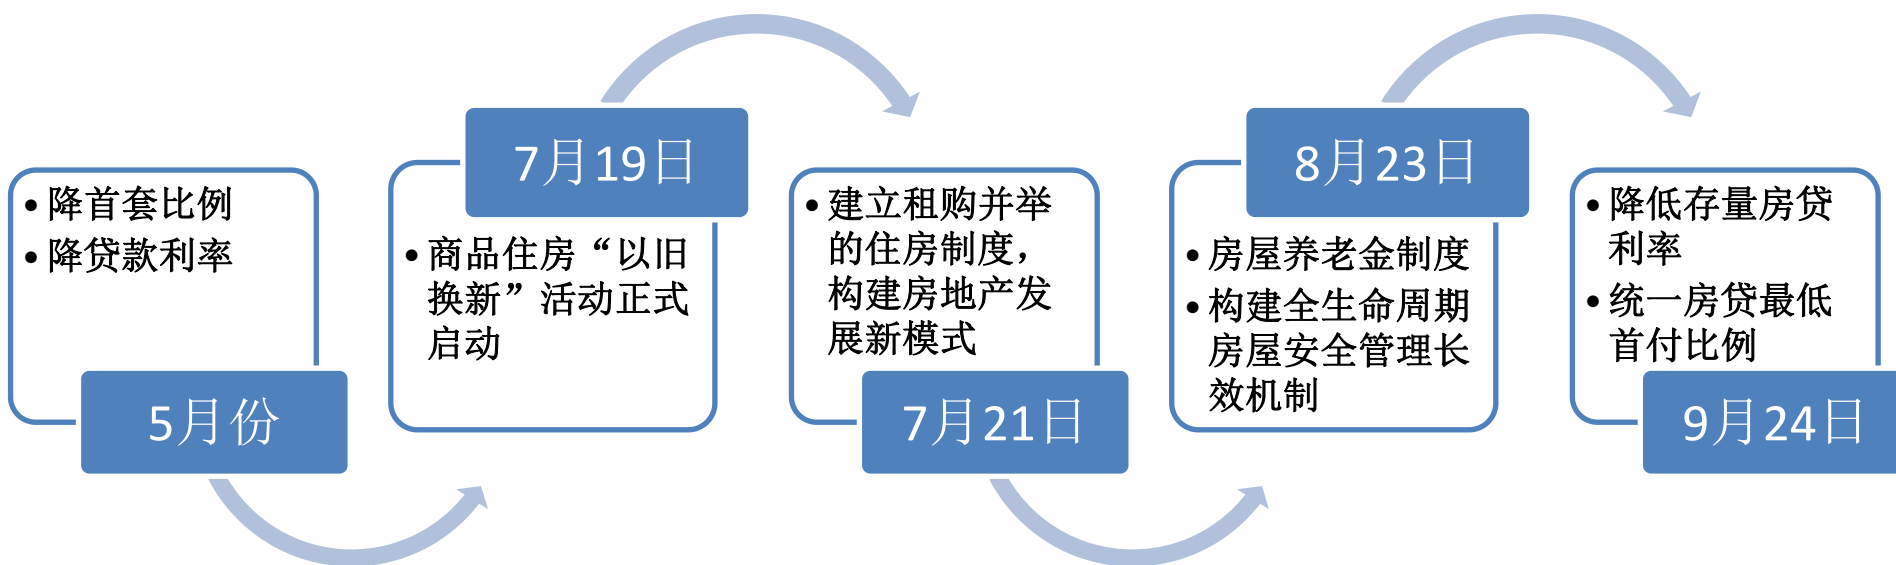 • 降首套比例
• 降贷款利率
5月份
7月19日
• 商品住房“以旧
换新”活动正式
启动
• 建立租购并举
的住房制度，
构建房地产发
展新模式
7月21日
8月23日
• 房屋养老金制度
• 构建全生命周期
房屋安全管理长
效机制
• 降低存量房贷
利率
• 统一房贷最低
首付比例
9月24日